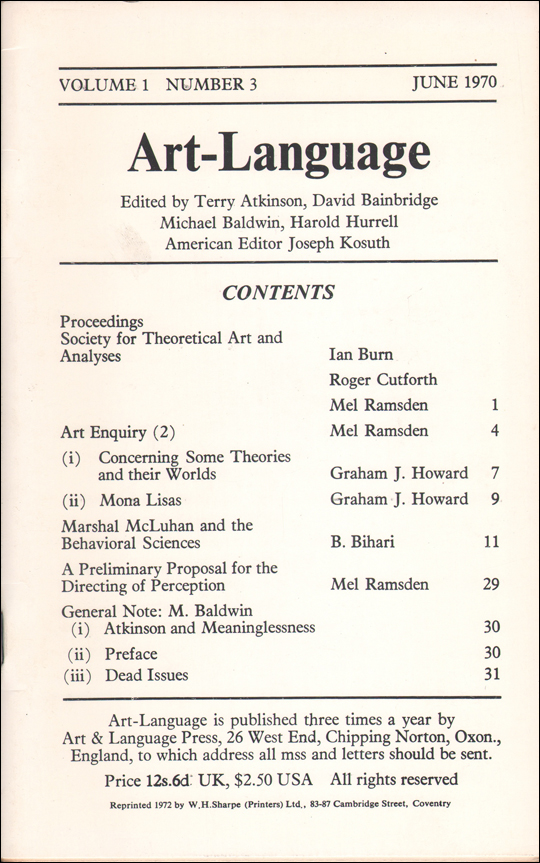 VOLUME 1 NUMBER 3 JUNE 1970
Art-Language
Edited by Terry Atkinson, David Bainbridge
Michael Baldwin, Harold Hurrell
American Editor Joseph Kosuth
CONTENTS
Proceedings
Society for Theoretical Art and
Analyses Ian Burn
Roger Cutforth
Mel Ramsden 1
Art Enquiry (2) Mel Ramsden 4
(i) Concerning Some Theories
and their Worlds Graham J. Howard 7
(ii) Mona Lisas Graham J. Howard 9
Marshal McLuhan and the
Behavioral Sciences B. Bihari 11
A Preliminary Proposal for the
Directing of Perception Mel Ramsden 29
General Note: M. Baldwin
(i) Atkinson and Meaninglessness 30
(ii) Preface 30
(iii) Dead Issues 31
Art-Language is published three times a year by
Art & Language Press, 26 West End, Chipping Norton, Oxon.,
England, to which address all mss and letters should be sent.
Price 12s.6d. UK, $2.50 USA All rights reserved
Reprinted 1972 by W.H.Sharpe (Printers) Ltd., 83-87 Cambridge Street, Coventry